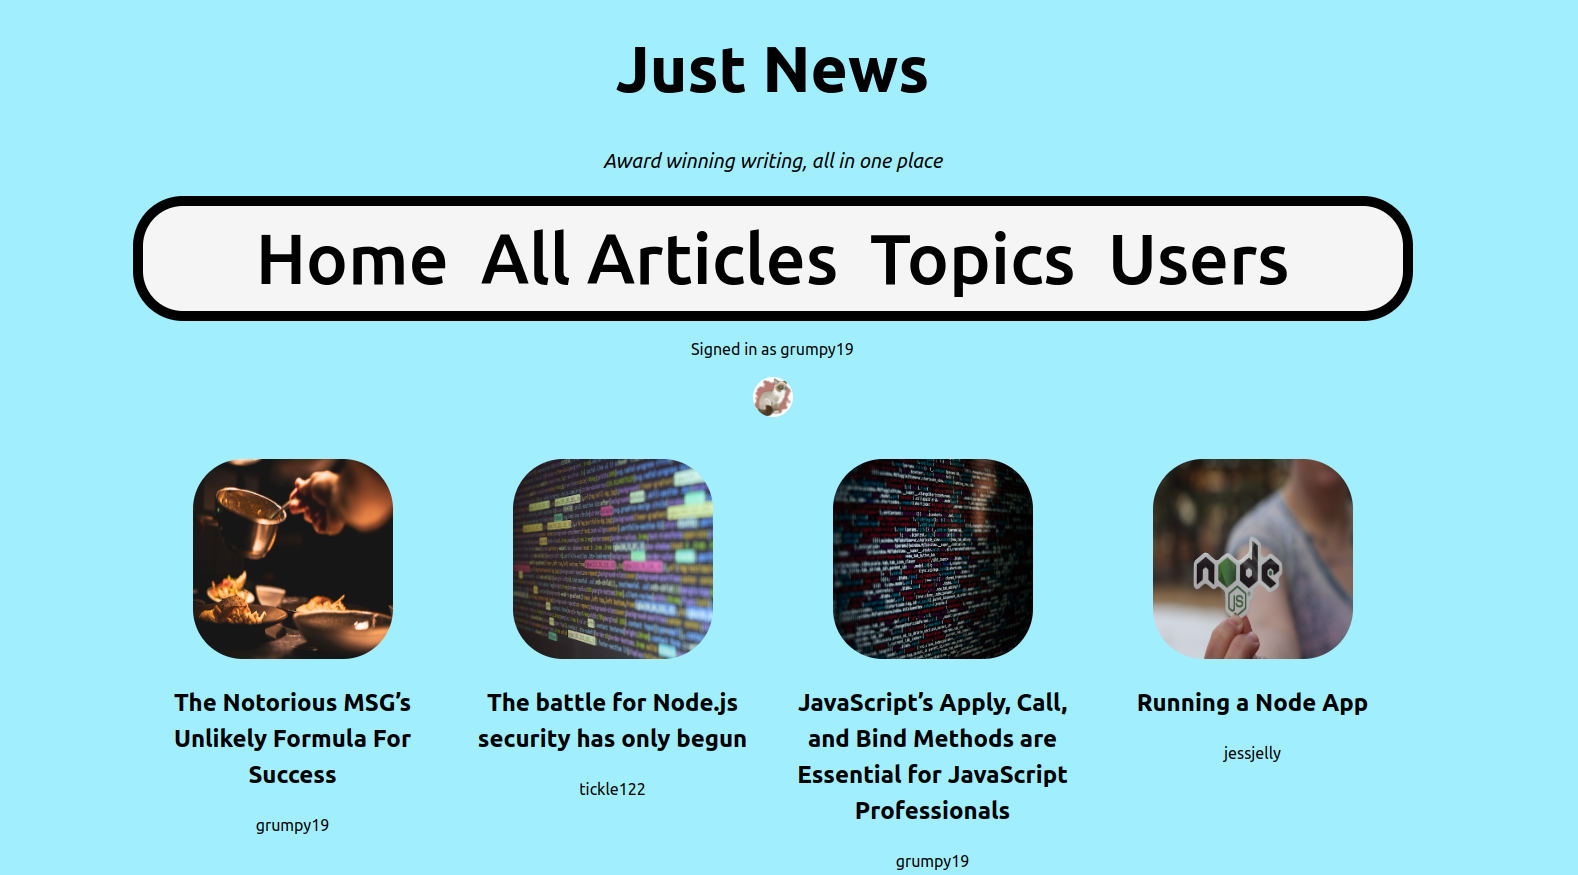 Just News
Award winning writing, all in one place
Home All Articles Topics Users
Signed in as grumpy19
The Notorious MSG’s
Unlikely Formula For
Success
grumpy19
The battle for Node.js
security has only begun
tickle122
JavaScript’s Apply, Call,
and Bind Methods are
Essential for JavaScript
Professionals
grumpy19
node
JS
Running a Node App
jessjelly